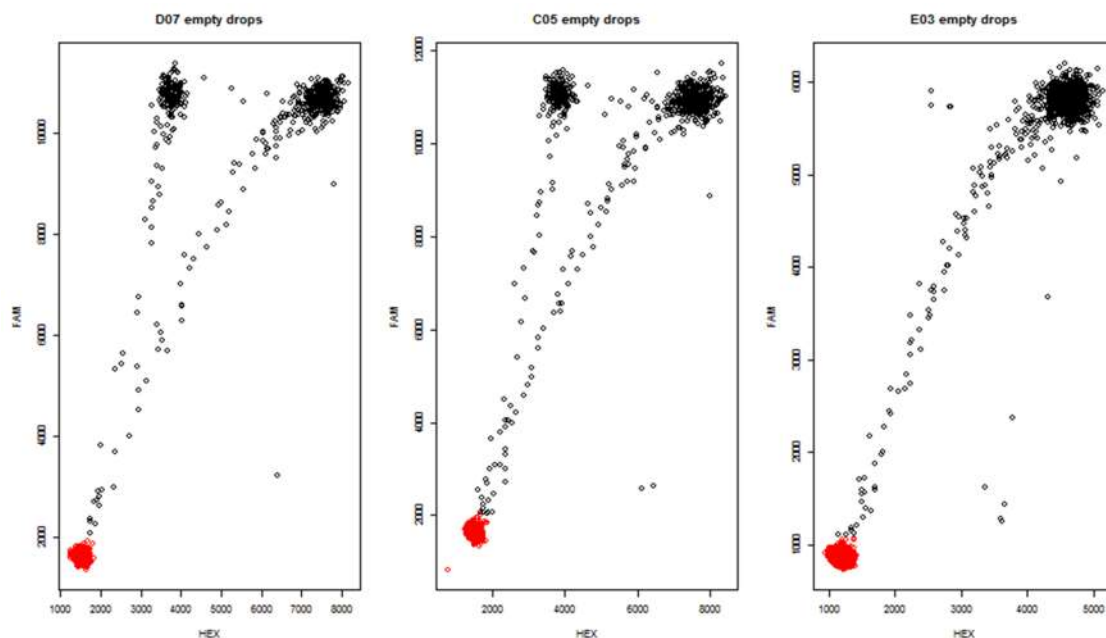 D07 empty drops
C05 empty drops
E03 empty drops
FAM
2000 4000 6000 8000 10000
1000 2000 3000 4000 5000 6000 7000 8000
HEX
FAM
2000 4000 6000 8000 10000 12000
2000 4000 6000 8000
HEX
FAM
1000 2000 3000 4000 5000 6000
1000 2000 3000 4000 5000
HEX